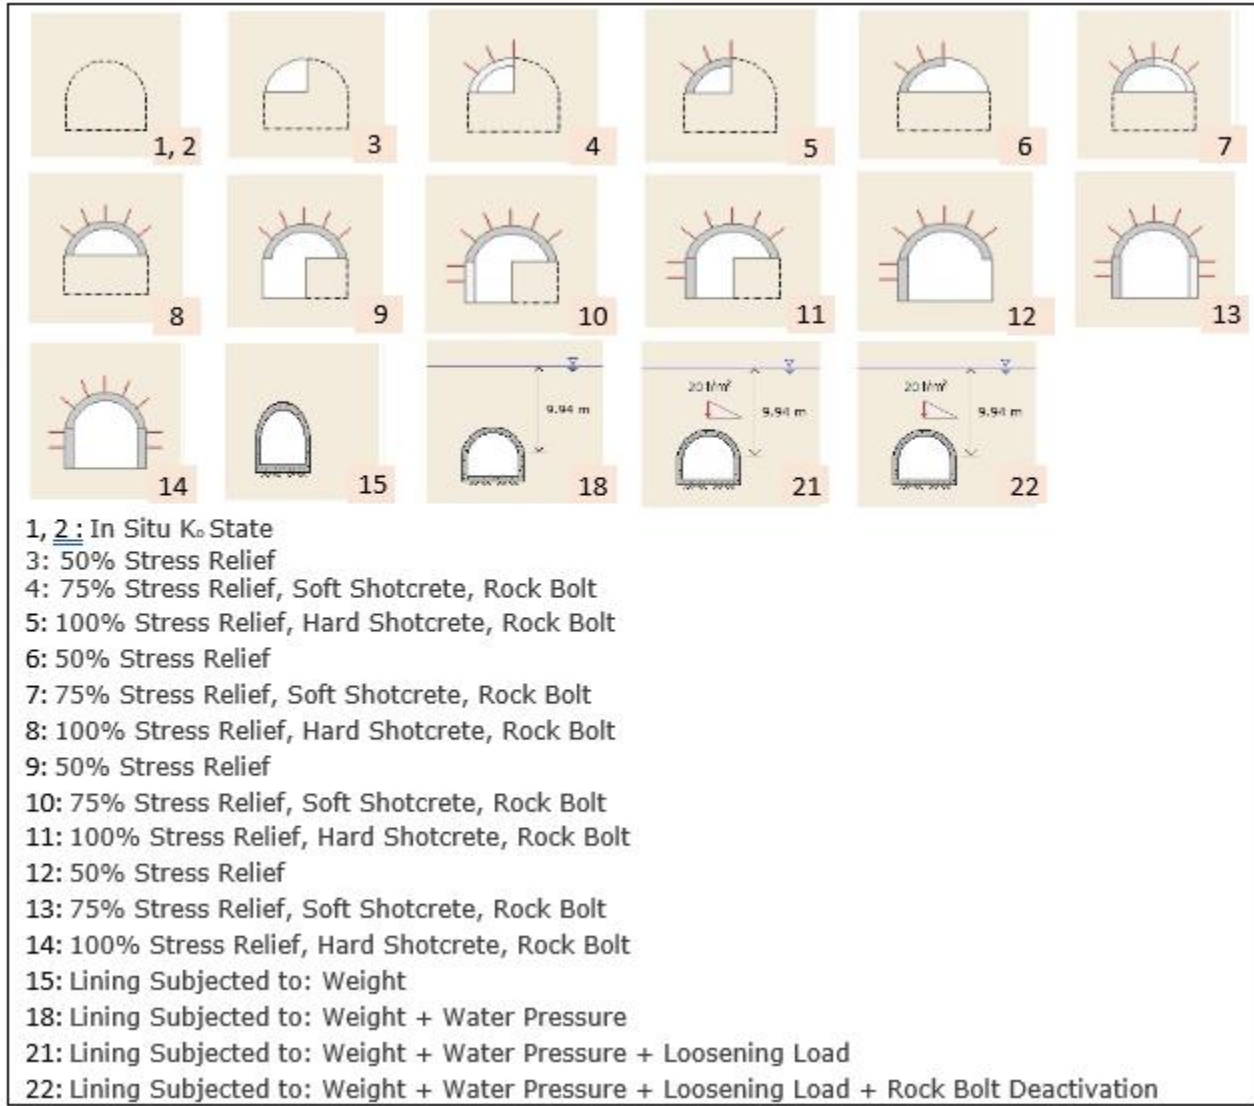 1, 2
3
4
5
6
7
8
9
10
11
12
13
14
15
9.94 m
18
20 t/m²
9.94 m
21
20 t/m²
9.94 m
22
1, 2 : In Situ K₀ State
3: 50% Stress Relief
4: 75% Stress Relief, Soft Shotcrete, Rock Bolt
5: 100% Stress Relief, Hard Shotcrete, Rock Bolt
6: 50% Stress Relief
7: 75% Stress Relief, Soft Shotcrete, Rock Bolt
8: 100% Stress Relief, Hard Shotcrete, Rock Bolt
9: 50% Stress Relief
10: 75% Stress Relief, Soft Shotcrete, Rock Bolt
11: 100% Stress Relief, Hard Shotcrete, Rock Bolt
12: 50% Stress Relief
13: 75% Stress Relief, Soft Shotcrete, Rock Bolt
14: 100% Stress Relief, Hard Shotcrete, Rock Bolt
15: Lining Subjected to: Weight
18: Lining Subjected to: Weight + Water Pressure
21: Lining Subjected to: Weight + Water Pressure + Loosening Load
22: Lining Subjected to: Weight + Water Pressure + Loosening Load + Rock Bolt Deactivation